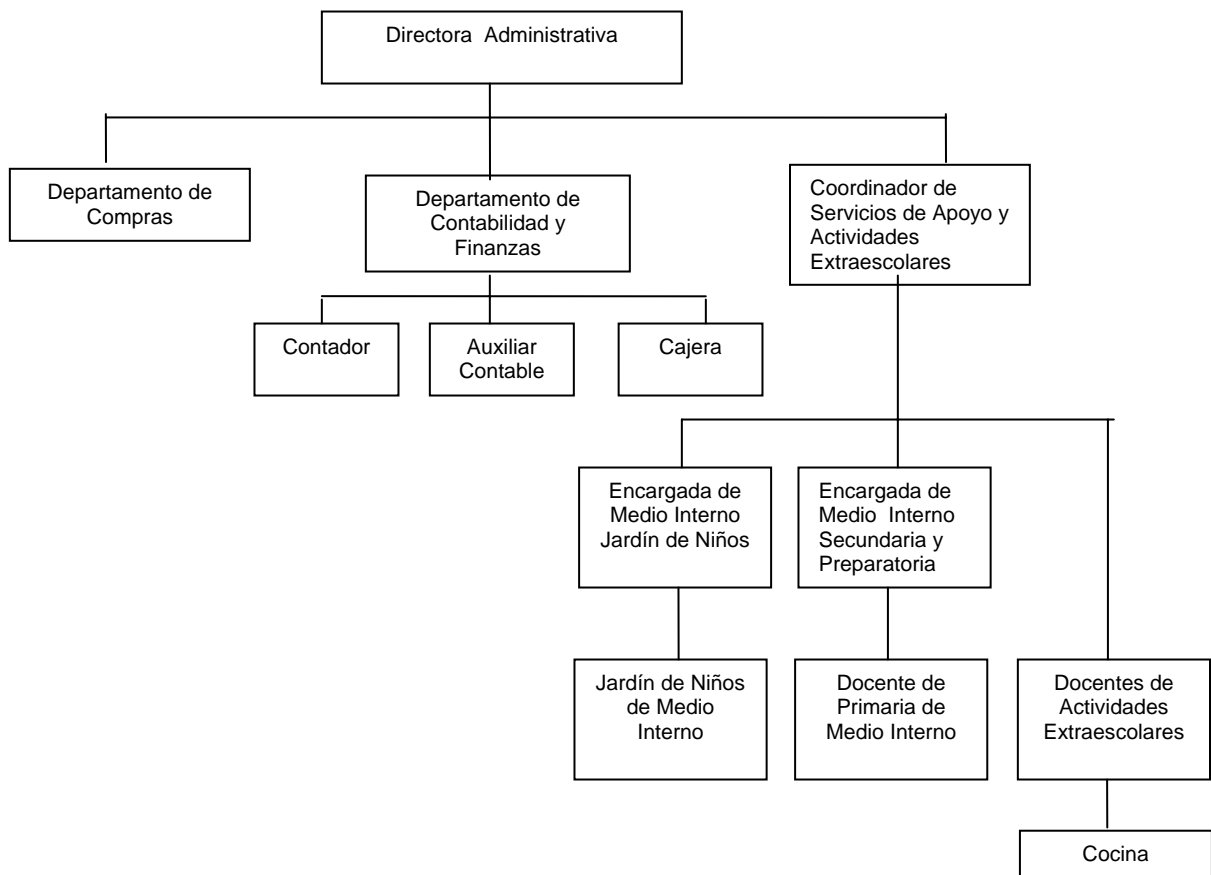 Directora Administrativa
Departamento de
Compras
Departamento de
Contabilidad y
Finanzas
Coordinador de
Servicios de Apoyo y
Actividades
Extraescolares
Contador
Auxiliar
Contable
Cajera
Encargada de
Medio Interno
Jardín de Niños
Encargada de
Medio Interno
Secundaria y
Preparatoria
Jardín de Niños
de Medio
Interno
Docente de
Primaria de
Medio Interno
Docentes de
Actividades
Extraescolares
Cocina